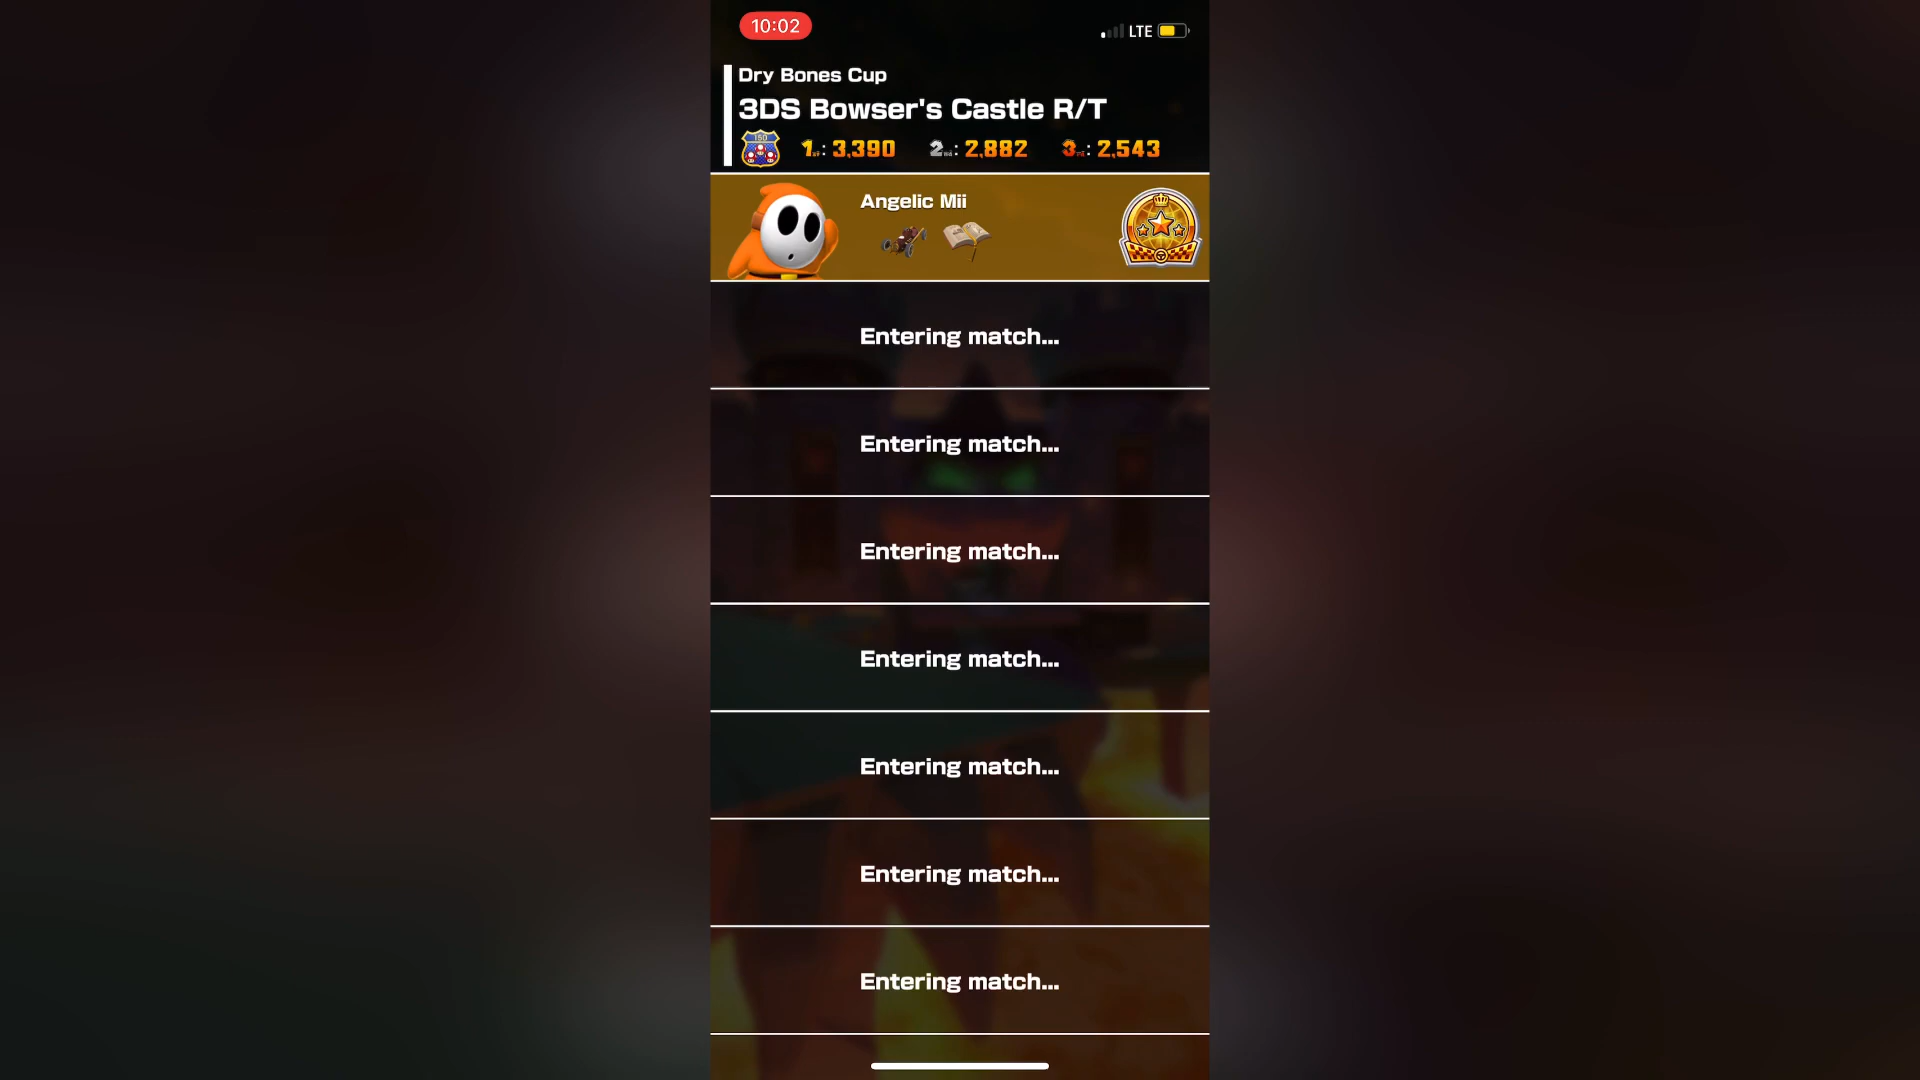 10:02
LTE
Dry Bones Cup
3DS Bowser's Castle R/T
150 1st: 3,390 2nd: 2,882 3rd: 2,543
Angelic Mii
Entering match...
Entering match...
Entering match...
Entering match...
Entering match...
Entering match...
Entering match...